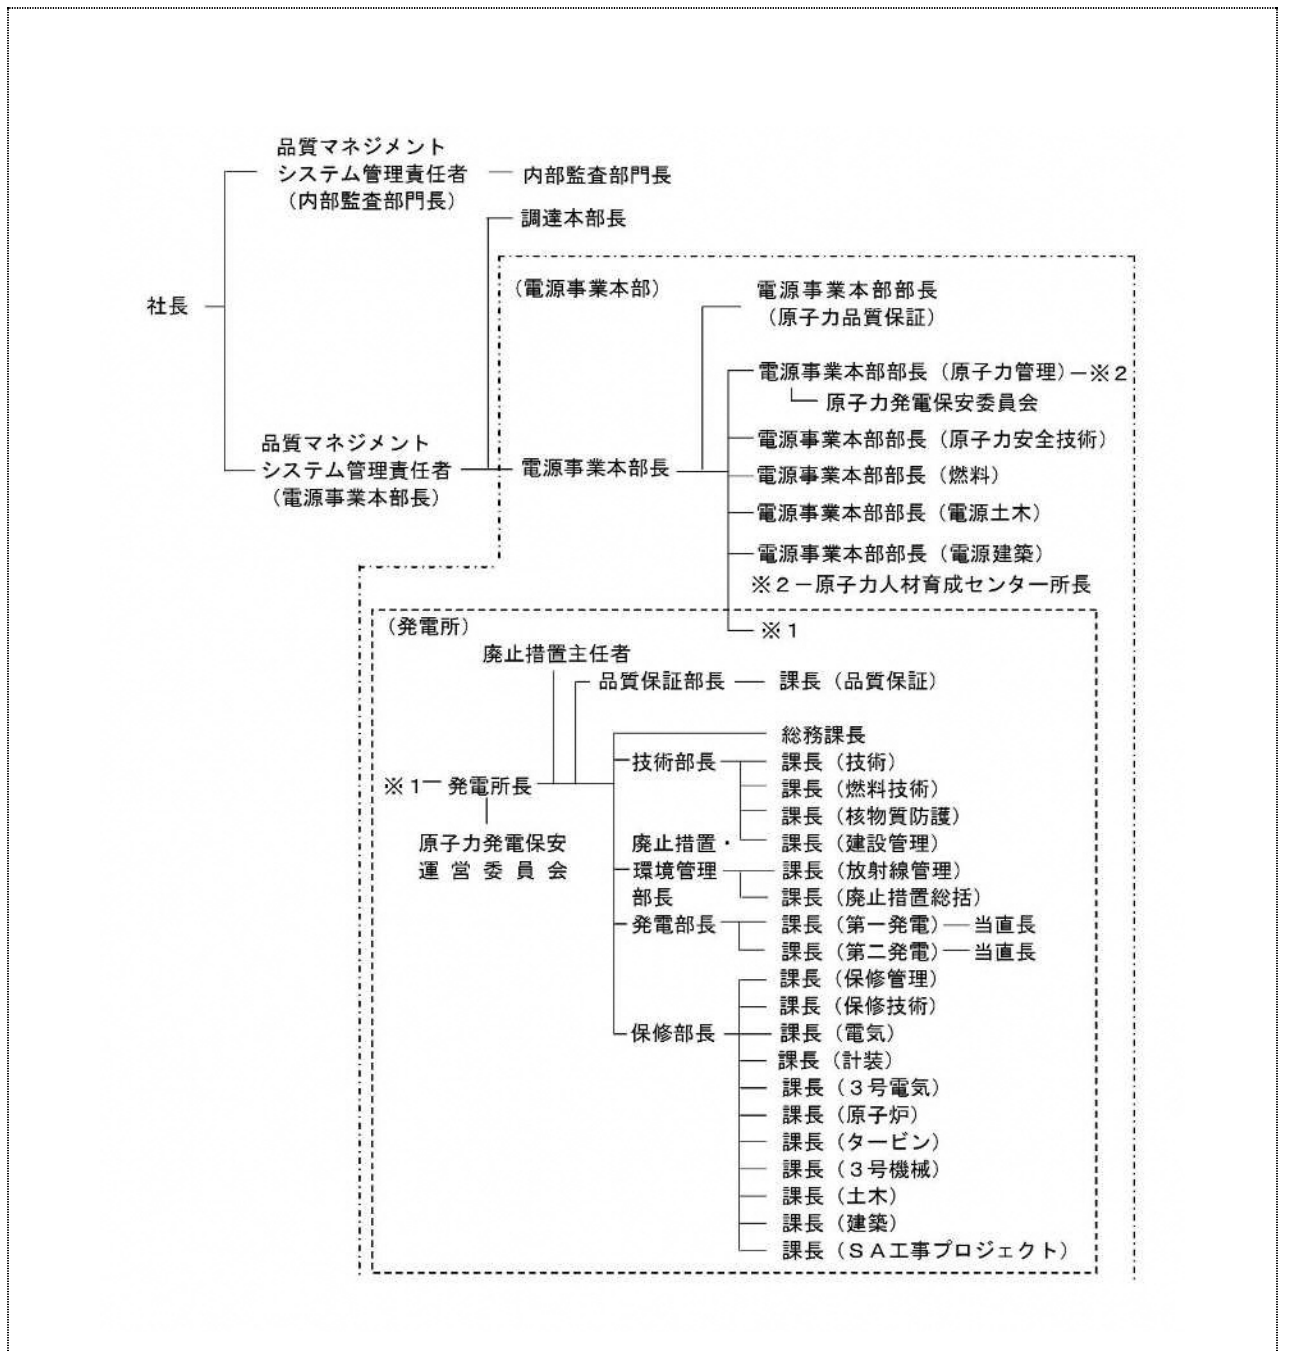 品質マネジメント
システム管理責任者
（内部監査部門長）
内部監査部門長
調達本部長
（電源事業本部）
電源事業本部部長
（原子力品質保証）
社長
電源事業本部部長（原子力管理）－※２
原子力発電保安委員会
電源事業本部部長（原子力安全技術）
品質マネジメント
システム管理責任者
（電源事業本部長）
電源事業本部長
電源事業本部部長（燃料）
電源事業本部部長（電源土木）
電源事業本部部長（電源建築）
※２－原子力人材育成センター所長
※１
（発電所）
廃止措置主任者
品質保証部長
課長（品質保証）
総務課長
技術部長
課長（技術）
※１－発電所長
課長（燃料技術）
課長（核物質防護）
原子力発電保安
運営委員会
課長（建設管理）
廃止措置・
環境管理
部長
課長（放射線管理）
課長（廃止措置総括）
発電部長
課長（第一発電）
当直長
課長（第二発電）
当直長
課長（保修管理）
課長（保修技術）
保修部長
課長（電気）
課長（計装）
課長（３号電気）
課長（原子炉）
課長（タービン）
課長（３号機械）
課長（土木）
課長（建築）
課長（ＳＡ工事プロジェクト）